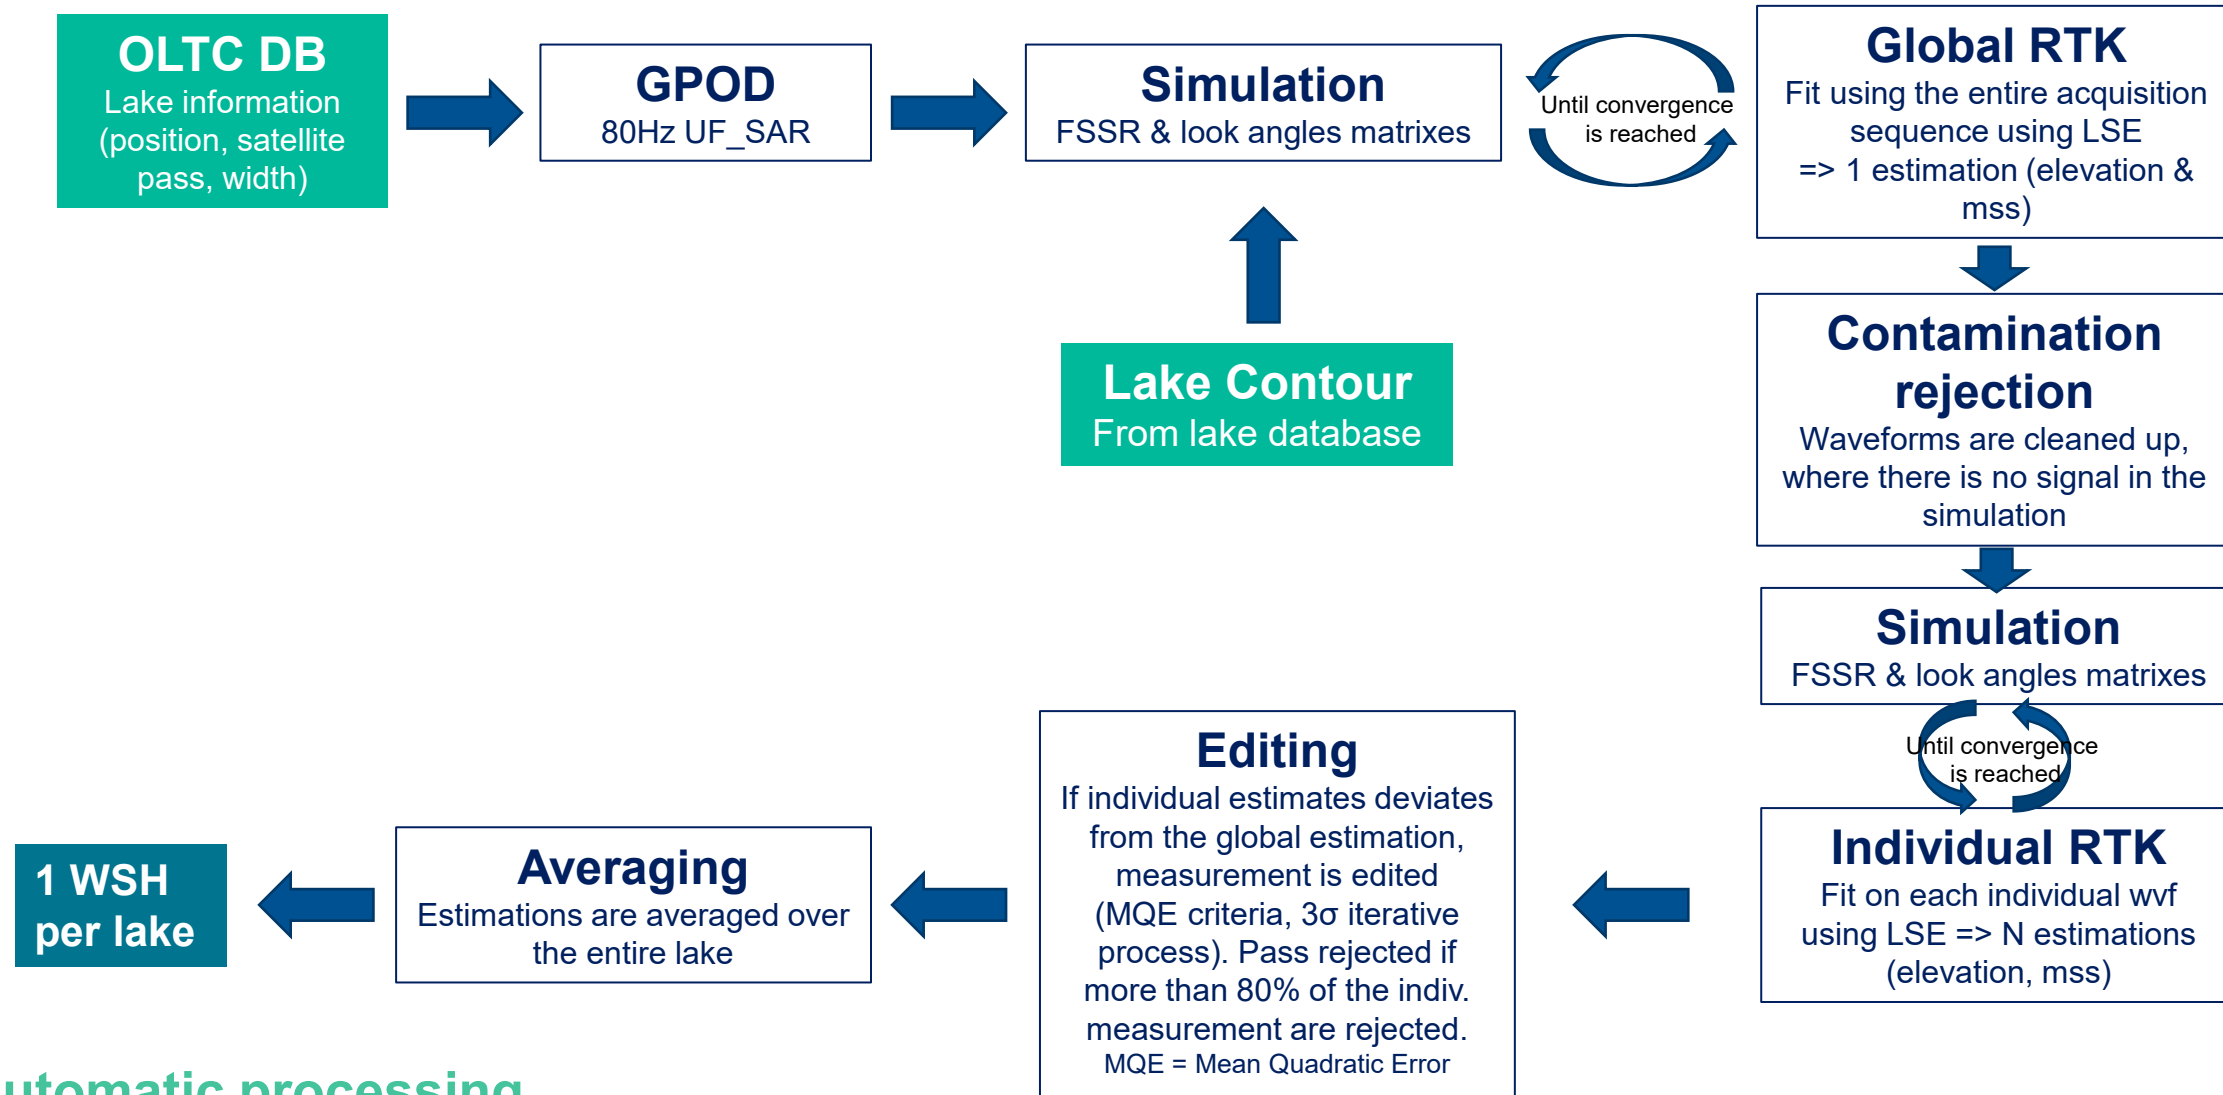 OLTC DB
Lake information
(position, satellite
pass, width)
GPOD
80Hz UF_SAR
Simulation
FSSR & look angles matrixes
Until convergence
is reached
Global RTK
Fit using the entire acquisition
sequence using LSE
=> 1 estimation (elevation &
mss)
Lake Contour
From lake database
Contamination
rejection
Waveforms are cleaned up,
where there is no signal in the
simulation
Simulation
FSSR & look angles matrixes
Until convergence
is reached
Individual RTK
Fit on each individual wvf
using LSE => N estimations
(elevation, mss)
Editing
If individual estimates deviates
from the global estimation,
measurement is edited
(MQE criteria, 3σ iterative
process). Pass rejected if
more than 80% of the indiv.
measurement are rejected.
MQE = Mean Quadratic Error
Averaging
Estimations are averaged over
the entire lake
1 WSH
per lake
utomatic processing